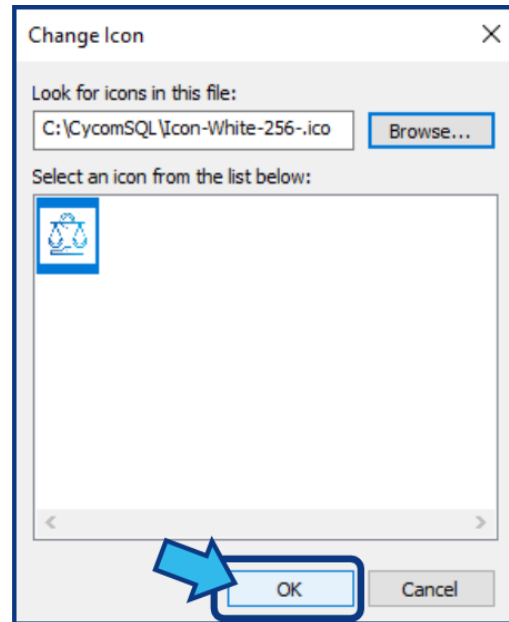 Change Icon
Look for icons in this file:
C:\CycomSQL\Icon-White-256-.ico
Browse...
Select an icon from the list below:
OK
Cancel